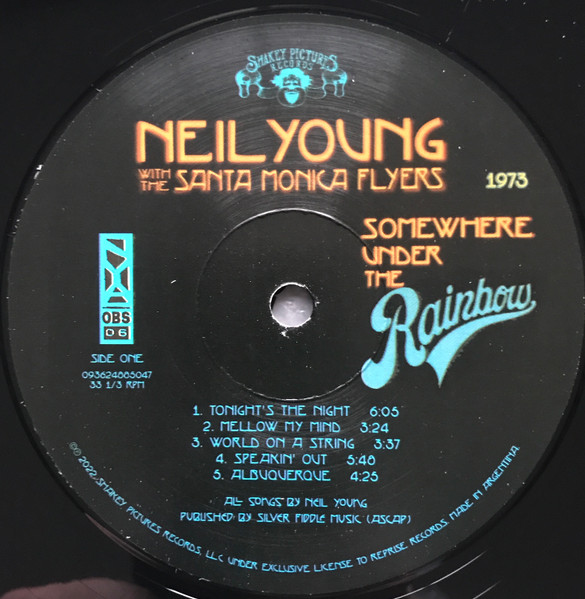 SHAKEY PICTURES
RECORDS
NEIL YOUNG
WITH THE SANTA MONICA FLYERS
1973
SOMEWHERE
UNDER
THE
Rainbow
NYA
OBS
06
SIDE ONE
093624885047
33 1/3 RPM
1. TONIGHT'S THE NIGHT 6:05
2. MELLOW MY MIND 3:24
3. WORLD ON A STRING 3:37
4. SPEAKIN' OUT 5:48
5. ALBUQUERQUE 4:25
ALL SONGS BY NEIL YOUNG
PUBLISHED BY SILVER FIDDLE MUSIC (ASCAP)
℗© 2022 SHAKEY PICTURES RECORDS, LLC UNDER EXCLUSIVE LICENSE TO REPRISE RECORDS. MADE IN ARGENTINA.